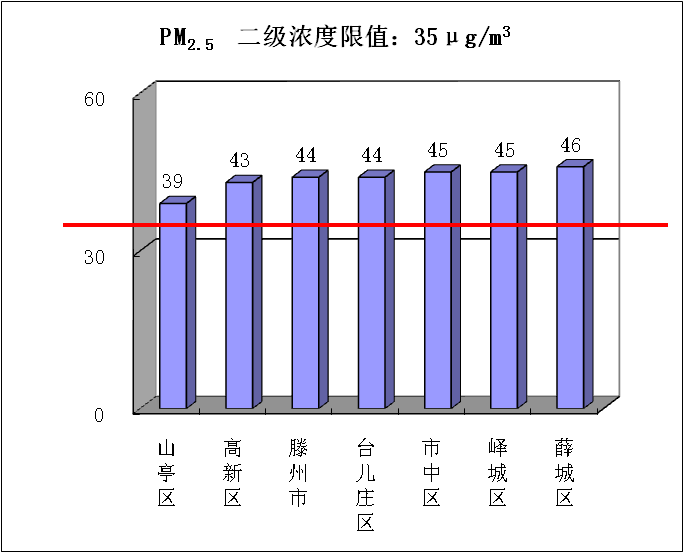 PM2.5 二级浓度限值：35μg/m³
60
30
0
39
43
44
44
45
45
46
山亭区
高新区
滕州市
台儿庄区
市中区
峄城区
薛城区